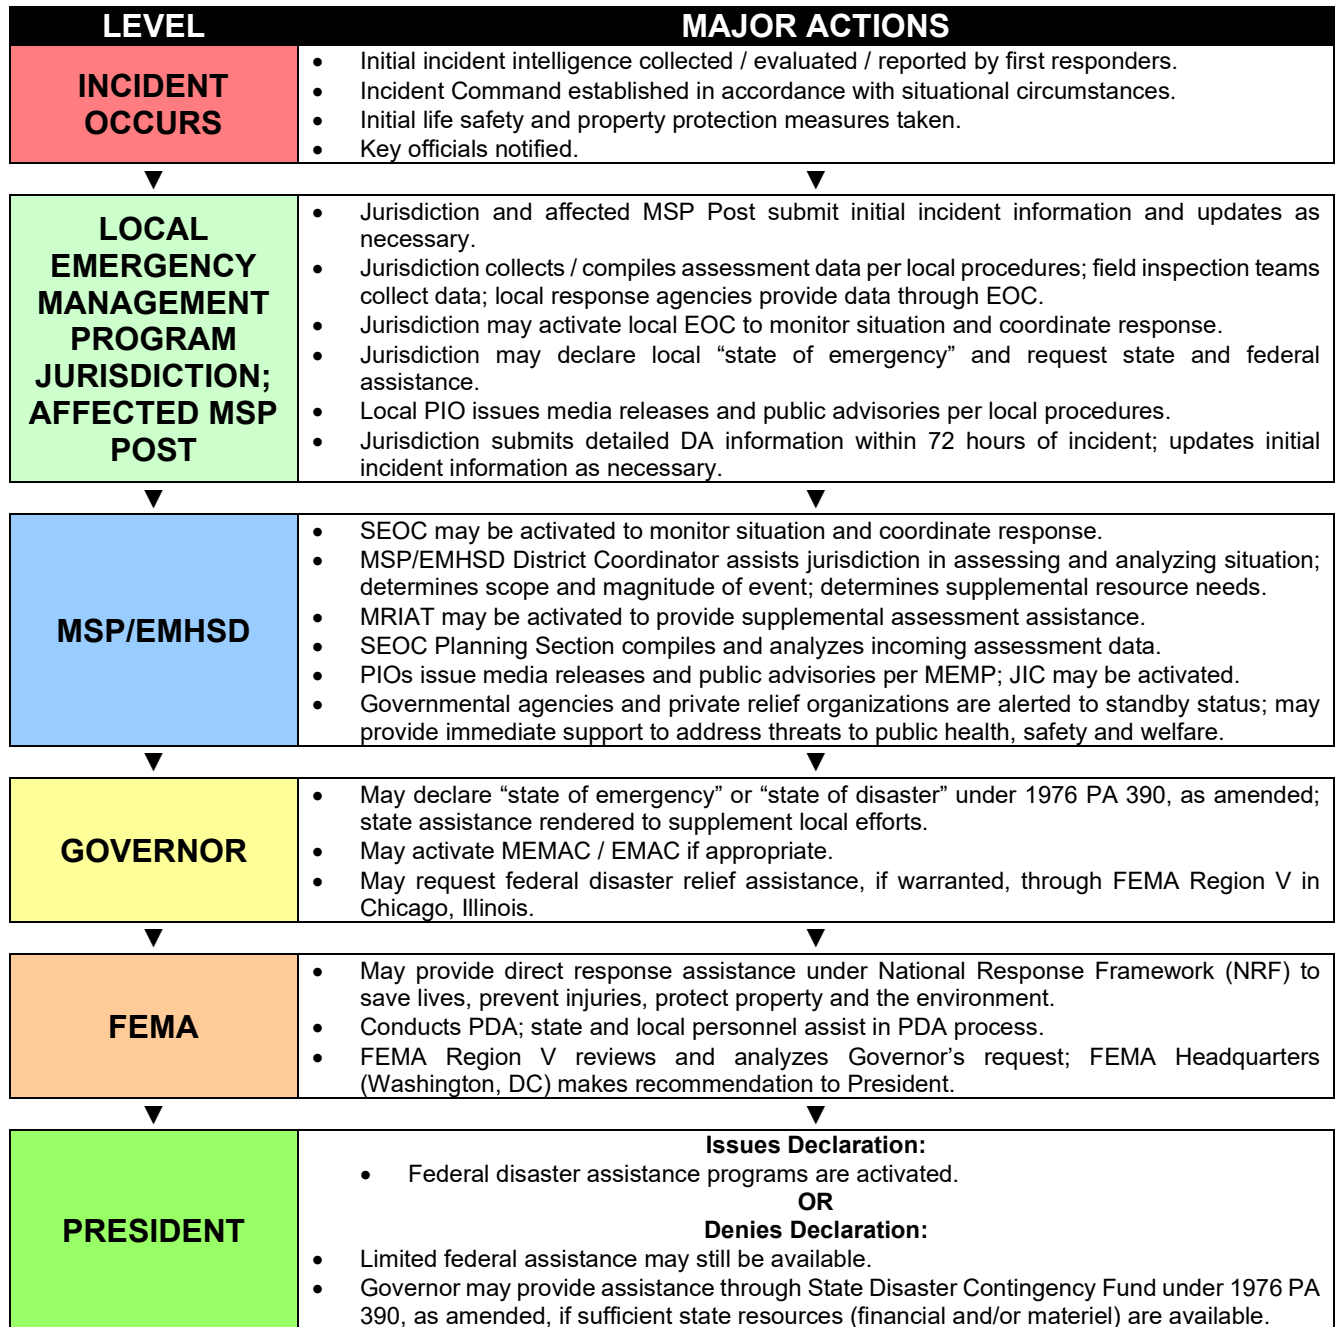 LEVEL
MAJOR ACTIONS
INCIDENT
OCCURS
• Initial incident intelligence collected / evaluated / reported by first responders.
• Incident Command established in accordance with situational circumstances.
• Initial life safety and property protection measures taken.
• Key officials notified.
▼ ▼
LOCAL
EMERGENCY
MANAGEMENT
PROGRAM
JURISDICTION;
AFFECTED MSP
POST
• Jurisdiction and affected MSP Post submit initial incident information and updates as
necessary.
• Jurisdiction collects / compiles assessment data per local procedures; field inspection teams
collect data; local response agencies provide data through EOC.
• Jurisdiction may activate local EOC to monitor situation and coordinate response.
• Jurisdiction may declare local “state of emergency” and request state and federal
assistance.
• Local PIO issues media releases and public advisories per local procedures.
• Jurisdiction submits detailed DA information within 72 hours of incident; updates initial
incident information as necessary.
▼ ▼
MSP/EMHSD
• SEOC may be activated to monitor situation and coordinate response.
• MSP/EMHSD District Coordinator assists jurisdiction in assessing and analyzing situation;
determines scope and magnitude of event; determines supplemental resource needs.
• MRIAT may be activated to provide supplemental assessment assistance.
• SEOC Planning Section compiles and analyzes incoming assessment data.
• PIOs issue media releases and public advisories per MEMP; JIC may be activated.
• Governmental agencies and private relief organizations are alerted to standby status; may
provide immediate support to address threats to public health, safety and welfare.
▼ ▼
GOVERNOR
• May declare “state of emergency” or “state of disaster” under 1976 PA 390, as amended;
state assistance rendered to supplement local efforts.
• May activate MEMAC / EMAC if appropriate.
• May request federal disaster relief assistance, if warranted, through FEMA Region V in
Chicago, Illinois.
▼ ▼
FEMA
• May provide direct response assistance under National Response Framework (NRF) to
save lives, prevent injuries, protect property and the environment.
• Conducts PDA; state and local personnel assist in PDA process.
• FEMA Region V reviews and analyzes Governor’s request; FEMA Headquarters
(Washington, DC) makes recommendation to President.
▼ ▼
PRESIDENT
Issues Declaration:
• Federal disaster assistance programs are activated.
OR
Denies Declaration:
• Limited federal assistance may still be available.
• Governor may provide assistance through State Disaster Contingency Fund under 1976 PA
390, as amended, if sufficient state resources (financial and/or materiel) are available.